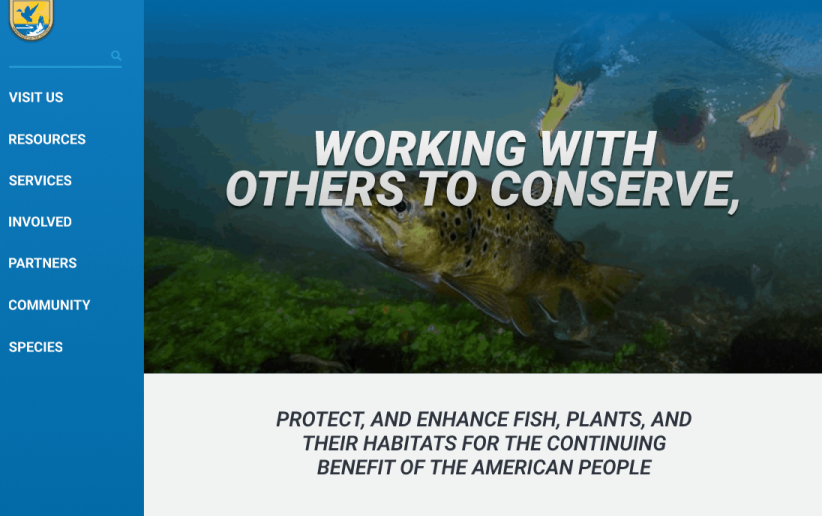 VISIT US
RESOURCES
SERVICES
INVOLVED
PARTNERS
COMMUNITY
SPECIES
WORKING WITH
OTHERS TO CONSERVE,
PROTECT, AND ENHANCE FISH, PLANTS, AND
THEIR HABITATS FOR THE CONTINUING
BENEFIT OF THE AMERICAN PEOPLE